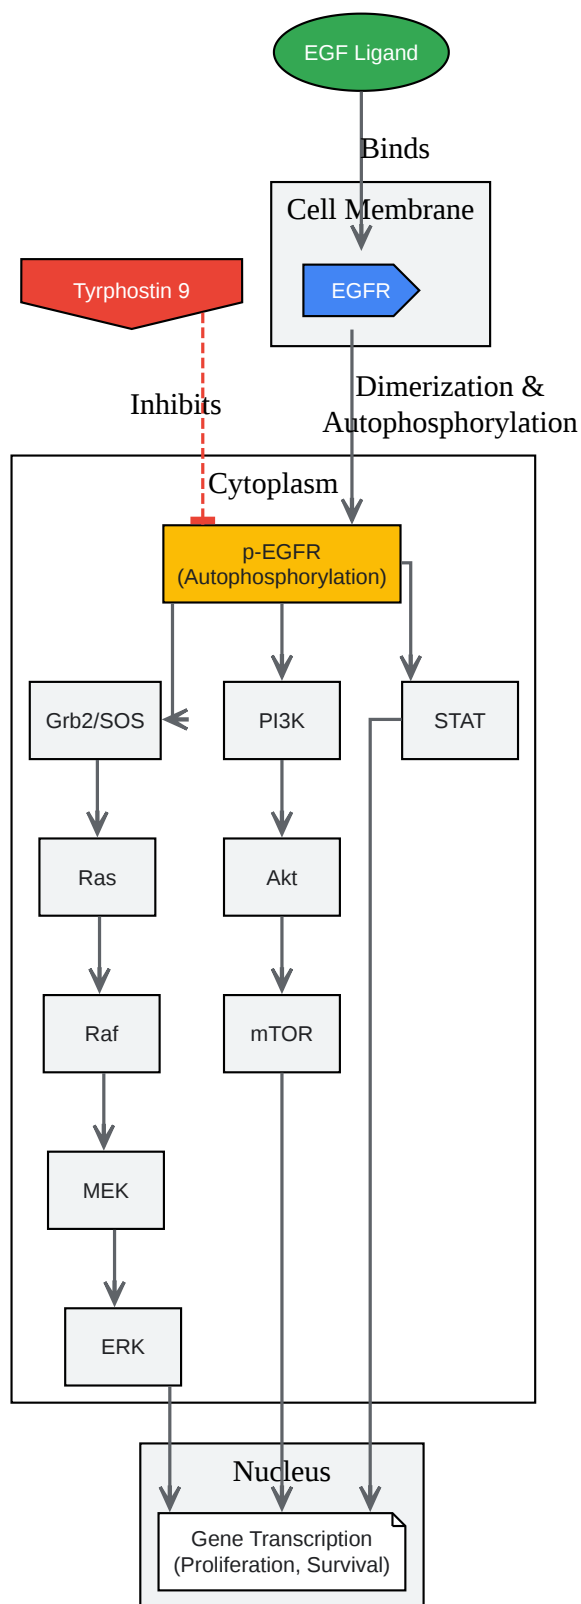 EGF Ligand
Binds
Cell Membrane
Tyrphostin 9
EGFR
Inhibits
Dimerization &
Autophosphorylation
Cytoplasm
p-EGFR
(Autophosphorylation)
Grb2/SOS
PI3K
STAT
Ras
Akt
Raf
mTOR
MEK
ERK
Nucleus
Gene Transcription
(Proliferation, Survival)